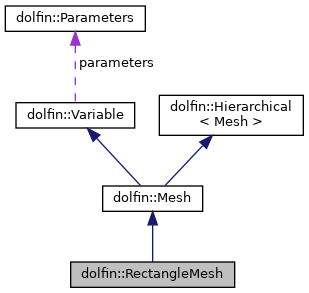 dolfin::Parameters
parameters
dolfin::Variable
dolfin::Hierarchical
< Mesh >
dolfin::Mesh
dolfin::RectangleMesh